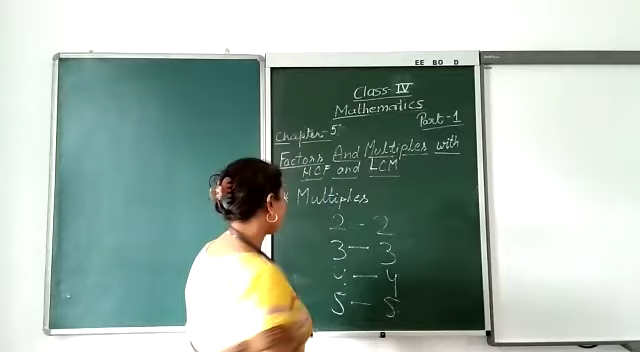 EE BO D
Class-IV
Mathematics
Part-1
Chapter-5
Factors And Multiples with
HCF and LCM
* Multiples
2 - 2
3 - 3
4 - 4
5 - 5